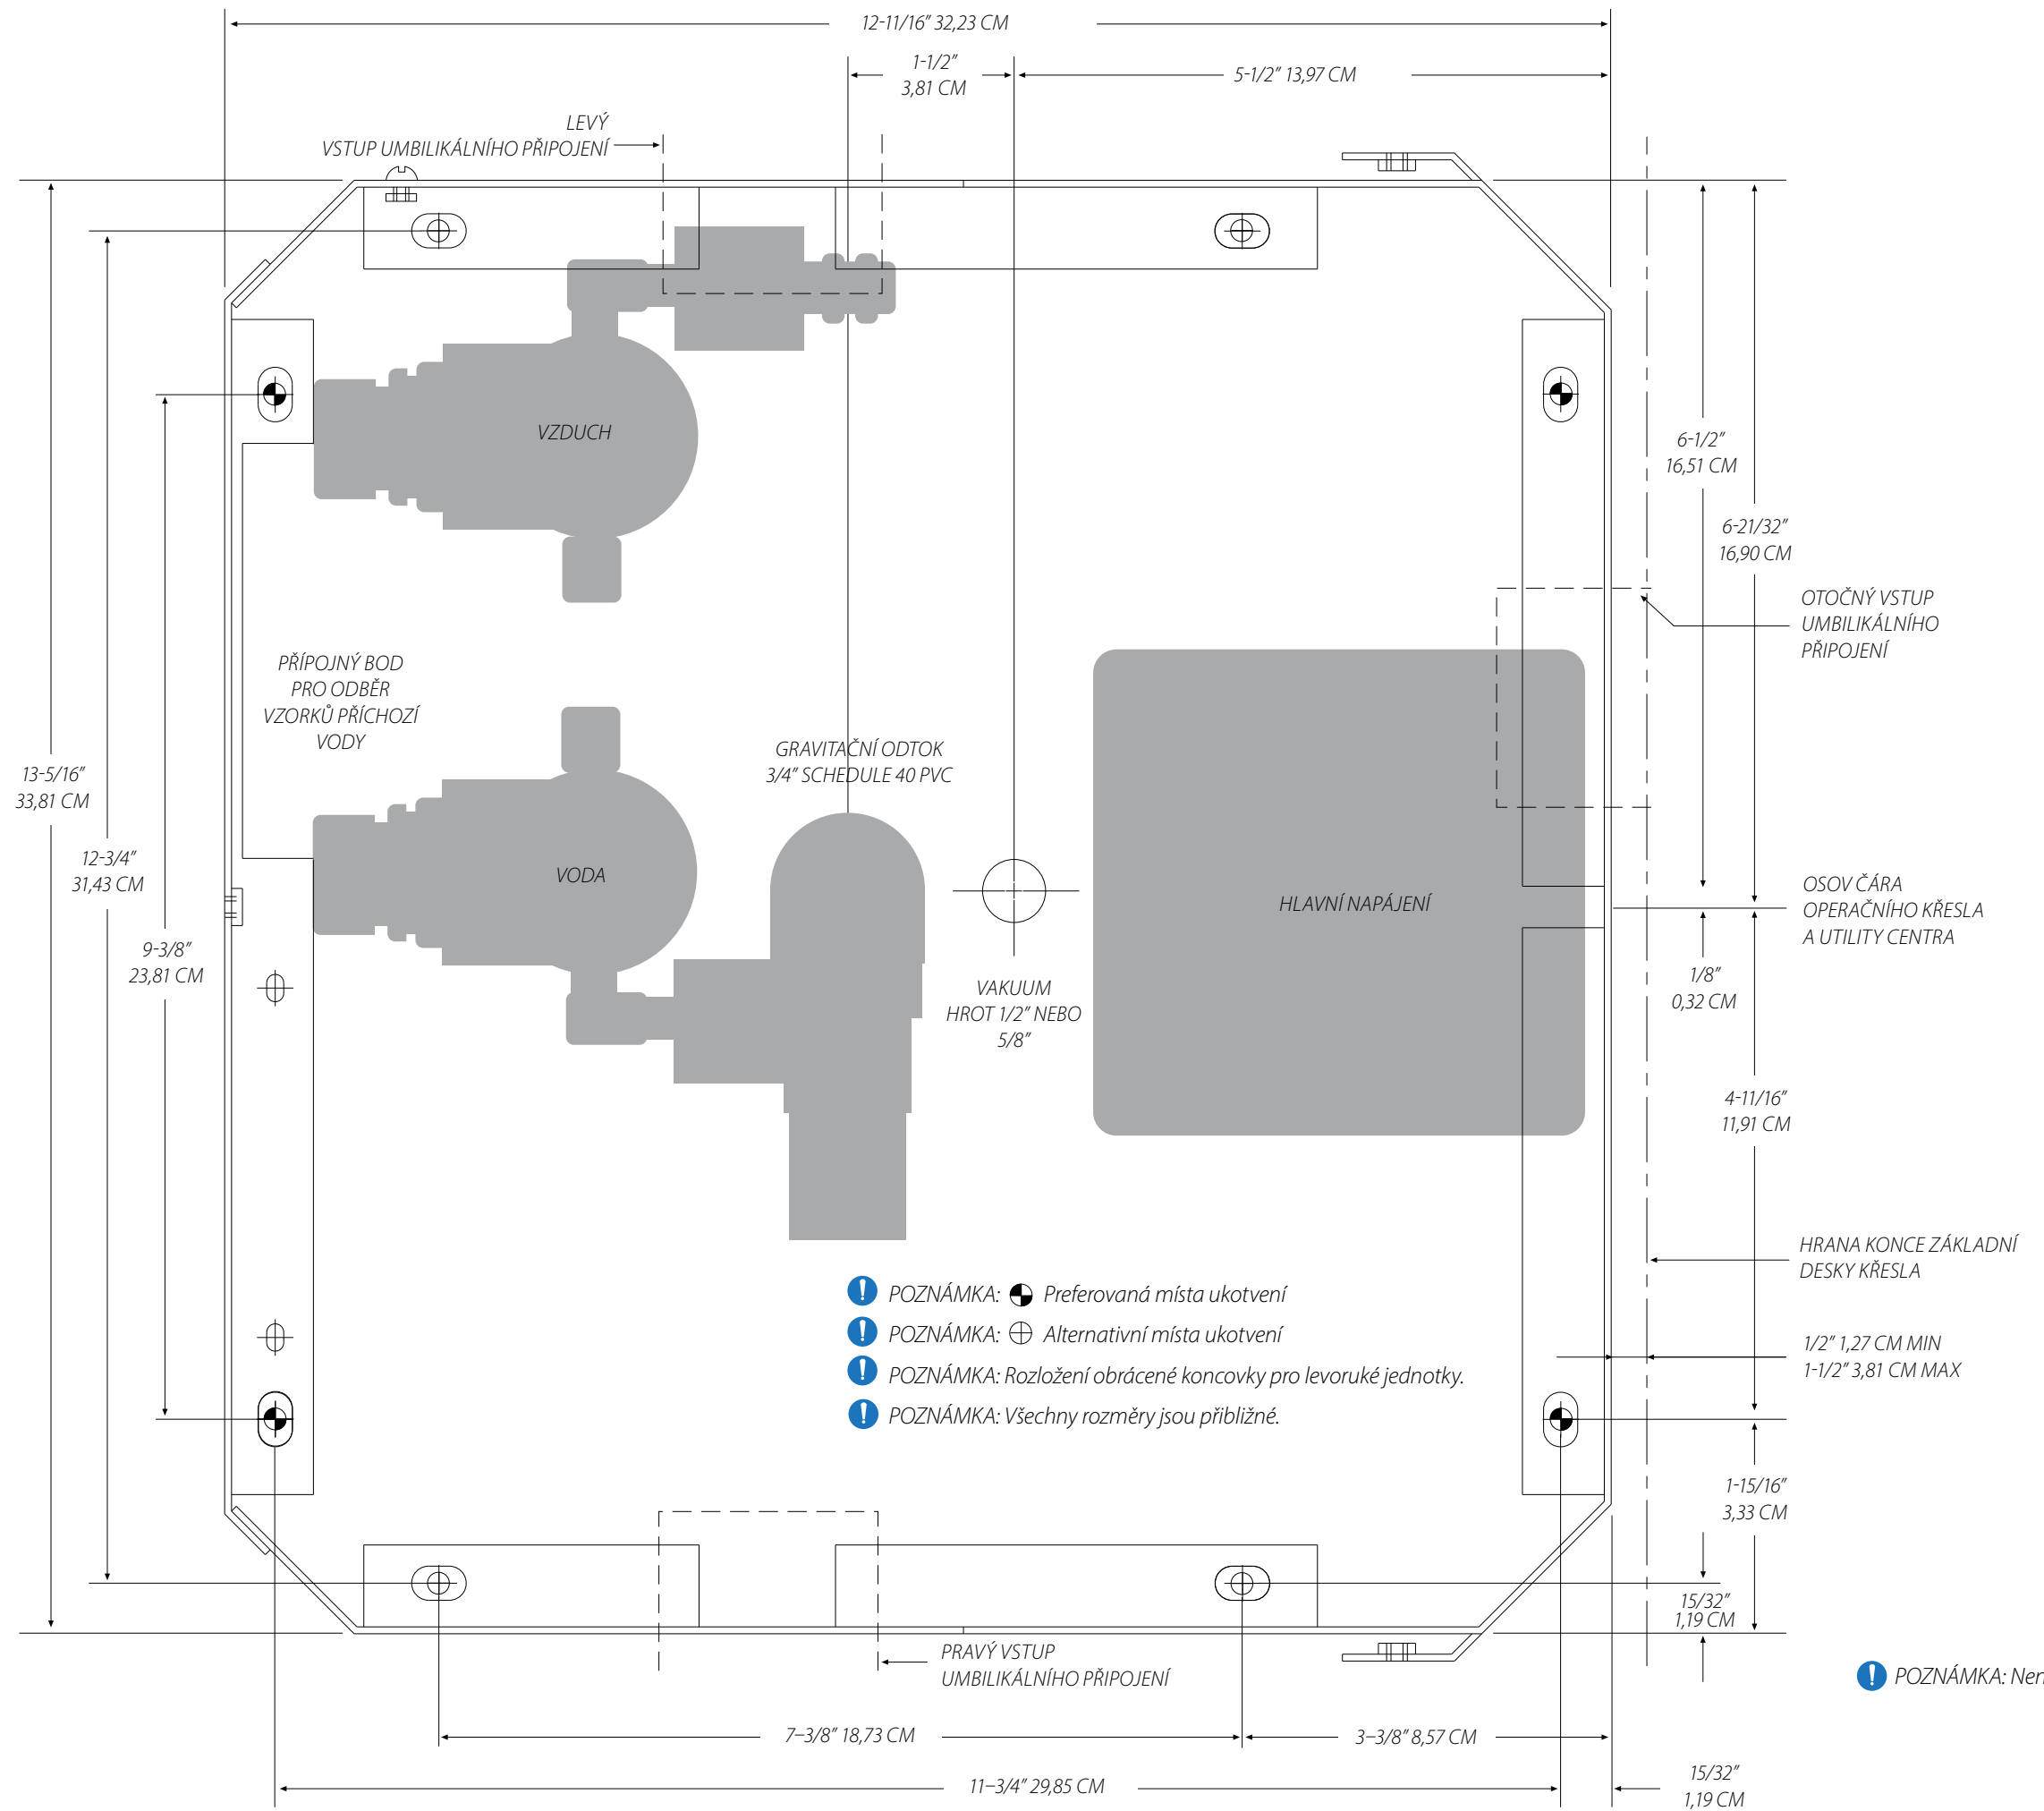 12-11/16" 32,23 CM
1-1/2"
3,81 CM
5-1/2" 13,97 CM
LEVÝ
VSTUP UMBILIKÁLNÍHO PŘIPOJENÍ
VZDUCH
6-1/2"
16,51 CM
6-21/32"
16,90 CM
OTOČNÝ VSTUP
UMBILIKÁLNÍHO
PŘIPOJENÍ
PŘÍPOJNÝ BOD
PRO ODBĚR
VZORKŮ PŘÍCHOZÍ
VODY
GRAVITAČNÍ ODTOK
3/4" SCHEDULE 40 PVC
13-5/16"
33,81 CM
12-3/4"
31,43 CM
9-3/8"
23,81 CM
VODA
HLAVNÍ NAPÁJENÍ
OSOV ČÁRA
OPERAČNÍHO KŘESLA
A UTILITY CENTRA
VAKUUM
HROT 1/2" NEBO
5/8"
1/8"
0,32 CM
4-11/16"
11,91 CM
HRANA KONCE ZÁKLADNÍ
DESKY KŘESLA
POZNÁMKA: Preferovaná místa ukotvení
POZNÁMKA: Alternativní místa ukotvení
POZNÁMKA: Rozložení obrácené koncovky pro levoruké jednotky.
POZNÁMKA: Všechny rozměry jsou přibližné.
1/2" 1,27 CM MIN
1-1/2" 3,81 CM MAX
1-15/16"
3,33 CM
15/32"
1,19 CM
PRAVÝ VSTUP
UMBILIKÁLNÍHO PŘIPOJENÍ
POZNÁMKA: Nen
7–3/8" 18,73 CM
3–3/8" 8,57 CM
11–3/4" 29,85 CM
15/32"
1,19 CM